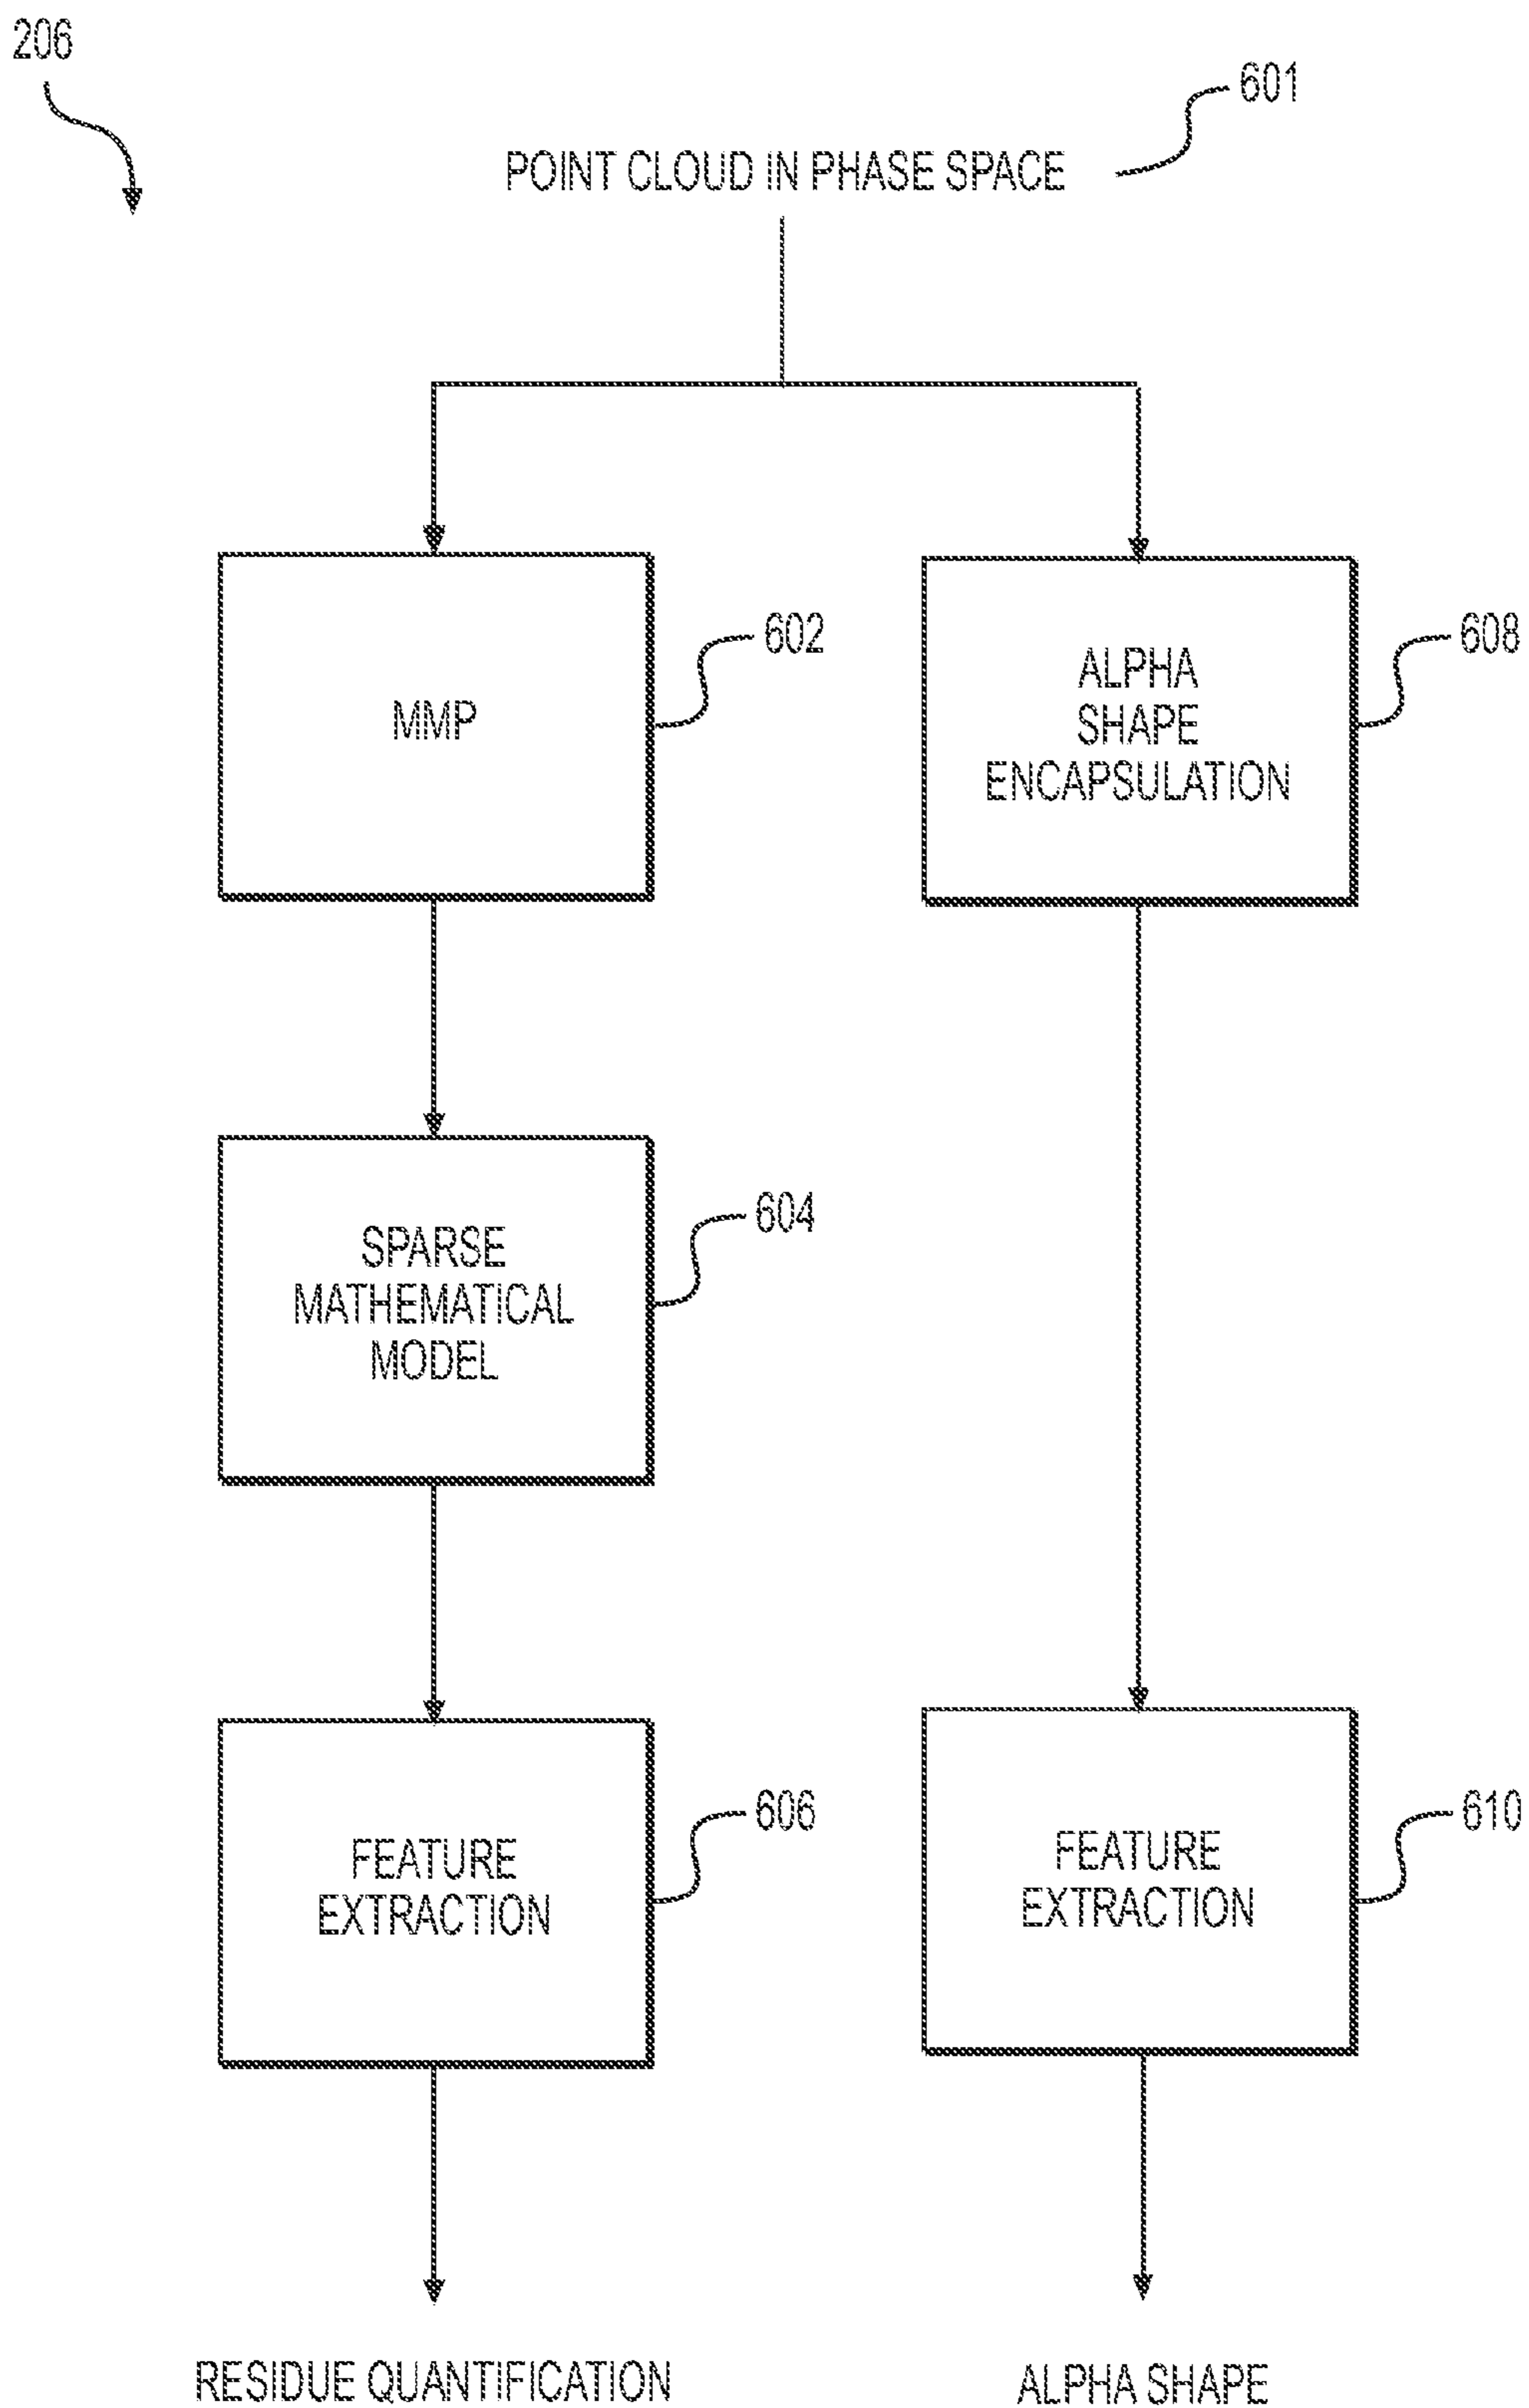 206
601
POINT CLOUD IN PHASE SPACE
602
MMP
608
ALPHA
SHAPE
ENCAPSULATION
604
SPARSE
MATHEMATICAL
MODEL
606
FEATURE
EXTRACTION
610
FEATURE
EXTRACTION
RESIDUE QUANTIFICATION
ALPHA SHAPE